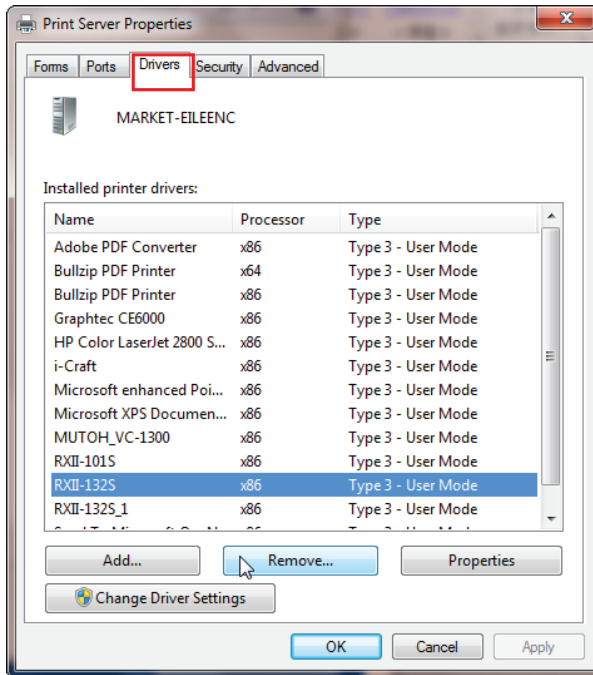 Print Server Properties
Forms Ports Drivers Security Advanced
MARKET-EILEENC
Installed printer drivers:
Name Processor Type
Adobe PDF Converter x86 Type 3 - User Mode
Bullzip PDF Printer x64 Type 3 - User Mode
Bullzip PDF Printer x86 Type 3 - User Mode
Graphtec CE6000 x86 Type 3 - User Mode
HP Color LaserJet 2800 S... x86 Type 3 - User Mode
i-Craft x86 Type 3 - User Mode
Microsoft enhanced Poi... x86 Type 3 - User Mode
Microsoft XPS Documen... x86 Type 3 - User Mode
MUTOH_VC-1300 x86 Type 3 - User Mode
RXII-101S x86 Type 3 - User Mode
RXII-132S x86 Type 3 - User Mode
RXII-132S_1 x86 Type 3 - User Mode
Add... Remove... Properties
Change Driver Settings
OK Cancel Apply